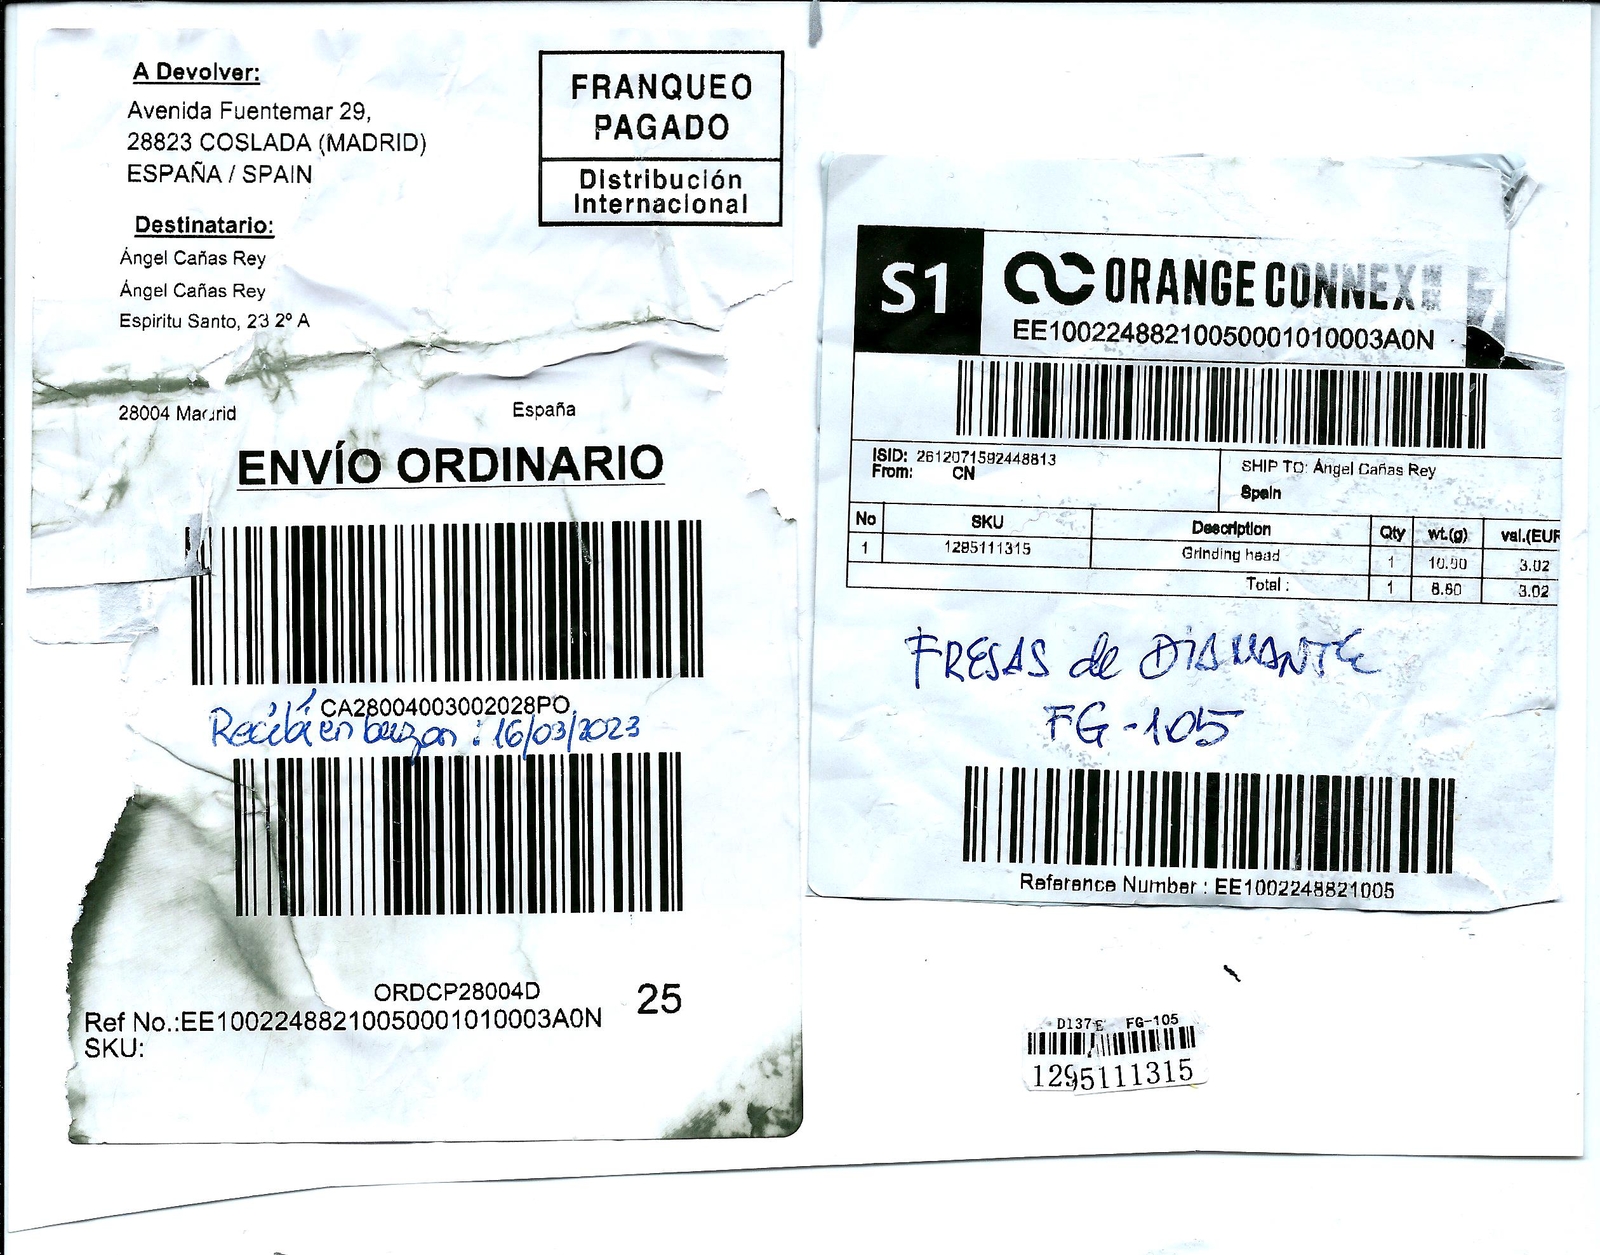 A Devolver:
Avenida Fuentemar 29,
28823 COSLADA (MADRID)
ESPAÑA / SPAIN
FRANQUEO
PAGADO
Distribución
Internacional
Destinatario:
Ángel Cañas Rey
Ángel Cañas Rey
Espiritu Santo, 23 2º A
28004 Madrid
España
ENVÍO ORDINARIO
CA28004003002028PO
Recibí en buzón : 16/03/2023
ORDCP28004D
25
Ref No.:EE10022488210050001010003A0N
SKU:
S1
ORANGE CONNEX
EE10022488210050001010003A0N
ISID: 2612071592448813
From: CN
SHIP TO: Ángel Cañas Rey
Spain
No SKU Description Qty wt.(g) val.(EUR
1 1295111315 Grinding head 1 10.00 3.02
Total : 1 8.60 3.02
FRESAS de DIAMANTE
FG-105
Reference Number : EE1002248821005
D137E FG-105
1295111315